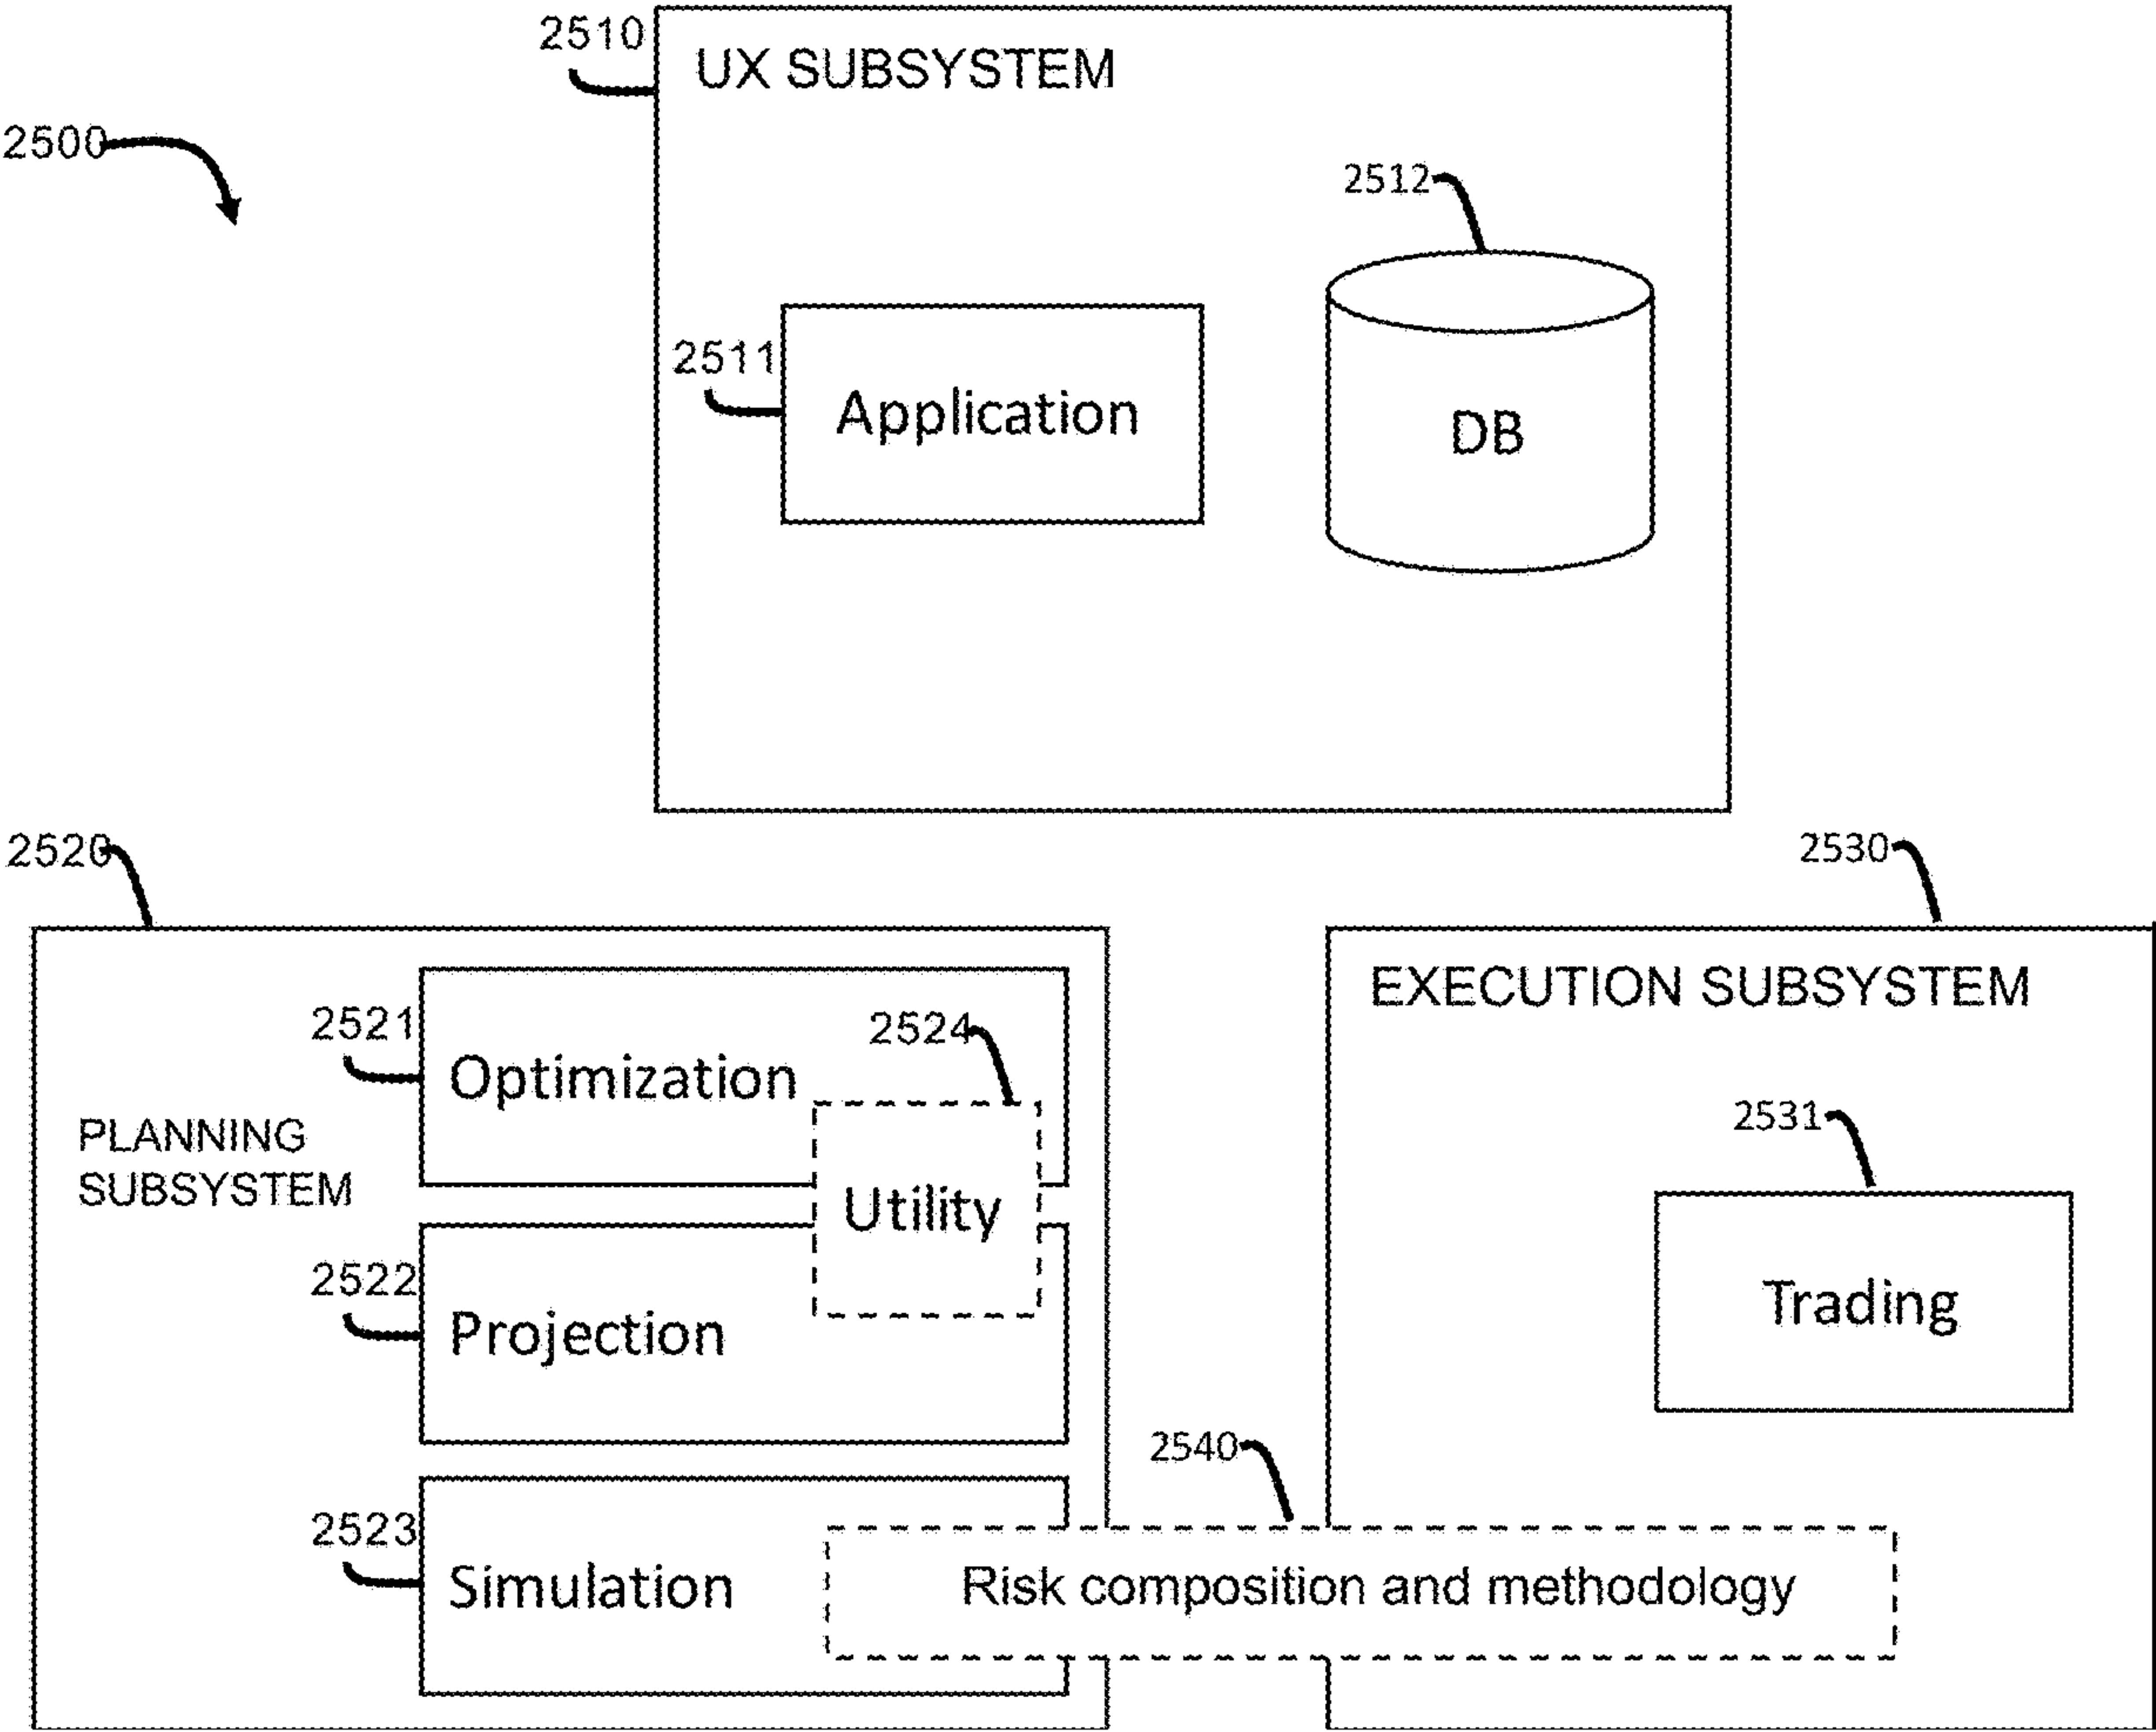 2510
UX SUBSYSTEM
2500
2512
2511
Application
DB
2520
2530
EXECUTION SUBSYSTEM
2521
2524
Optimization
PLANNING
SUBSYSTEM
2531
Utility
2522
Projection
Trading
2540
2523
Simulation
Risk composition and methodology